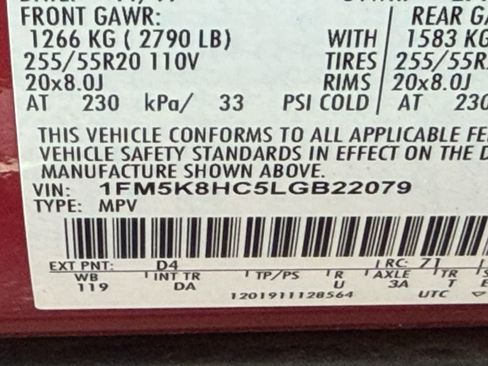 FRONT GAWR:
REAR GAWR
1266 KG ( 2790 LB )
WITH
1583 KG
255/55R20 110V
TIRES
255/55R
20x8.0J
RIMS
20x8.0J
AT 230 kPa/ 33 PSI COLD
AT 230
THIS VEHICLE CONFORMS TO ALL APPLICABLE FE
VEHICLE SAFETY STANDARDS IN EFFECT ON THE D
MANUFACTURE SHOWN ABOVE.
VIN: 1FM5K8HC5LGB22079
TYPE: MPV
EXT PNT: D4
RC: 71
WB
INT TR
TP/PS
R
AXLE
TR
119
DA
U
3A
T
1201911128564
UTC